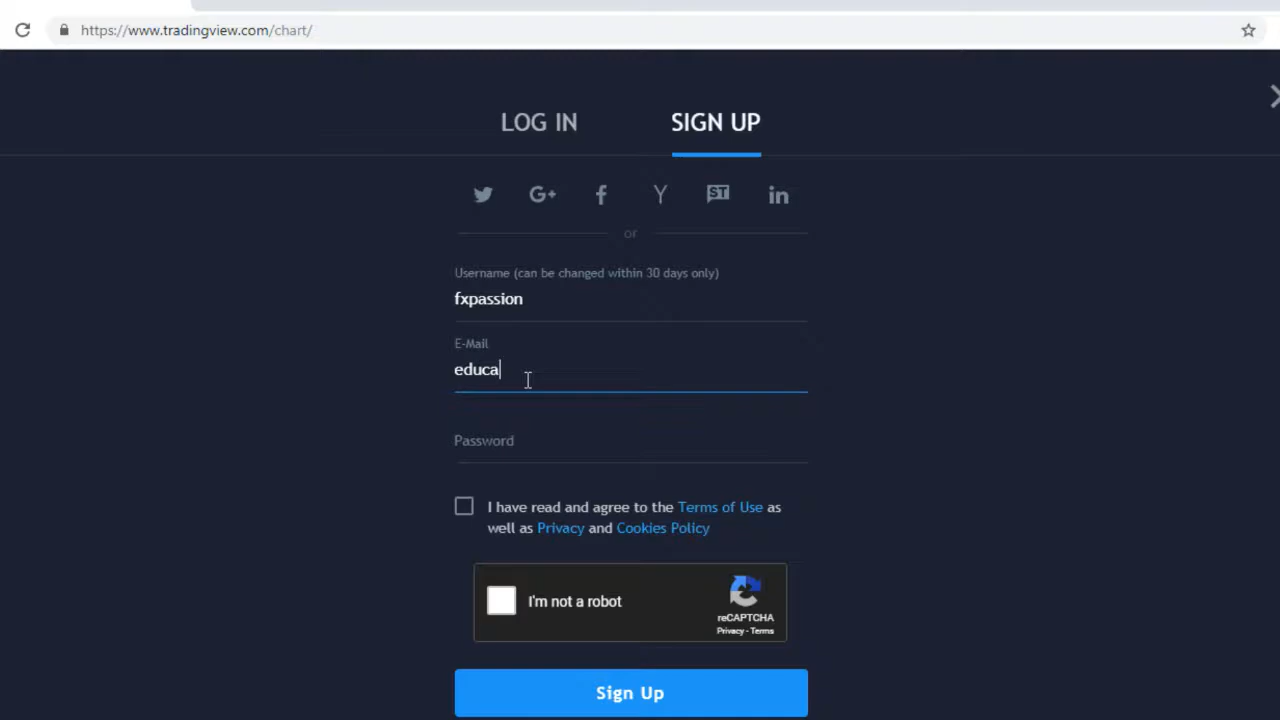 https://www.tradingview.com/chart/
LOG IN
SIGN UP
G+
f
Y
ST
in
or
Username (can be changed within 30 days only)
fxpassion
E-Mail
educa
Password
I have read and agree to the Terms of Use as
well as Privacy and Cookies Policy
I'm not a robot
reCAPTCHA
Privacy - Terms
Sign Up